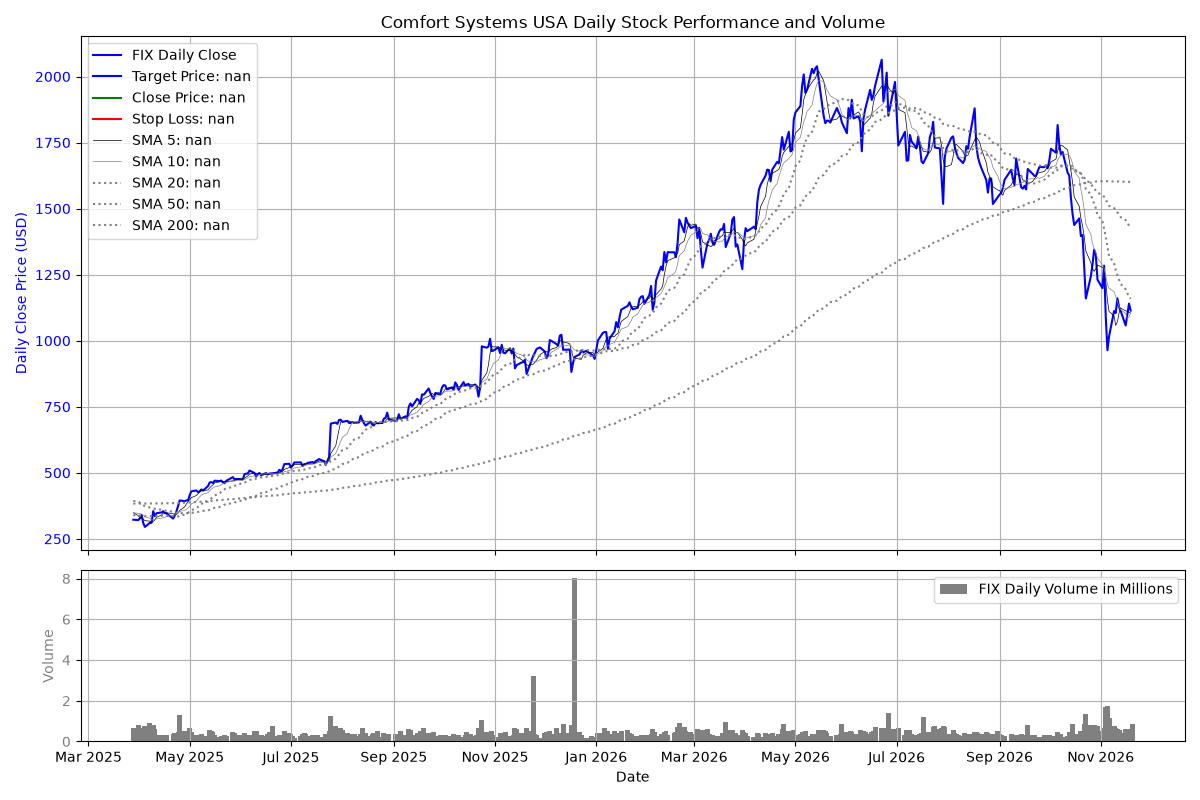 Comfort Systems USA Daily Stock Performance and Volume
FIX Daily Close
Target Price: nan
Close Price: nan
Stop Loss: nan
SMA 5: nan
SMA 10: nan
SMA 20: nan
SMA 50: nan
SMA 200: nan
Daily Close Price (USD)
2000
1750
1500
1250
1000
750
500
250
FIX Daily Volume in Millions
Volume
8
6
4
2
0
Mar 2025 May 2025 Jul 2025 Sep 2025 Nov 2025 Jan 2026 Mar 2026 May 2026 Jul 2026 Sep 2026 Nov 2026
Date